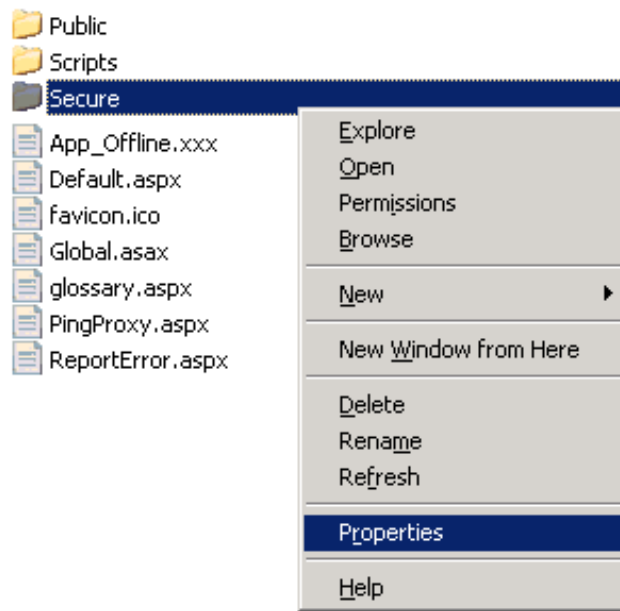 Public
Scripts
Secure
App_Offline.xxx
Default.aspx
favicon.ico
Global.asax
glossary.aspx
PingProxy.aspx
ReportError.aspx
Explore
Open
Permissions
Browse
New
New Window from Here
Delete
Rename
Refresh
Properties
Help